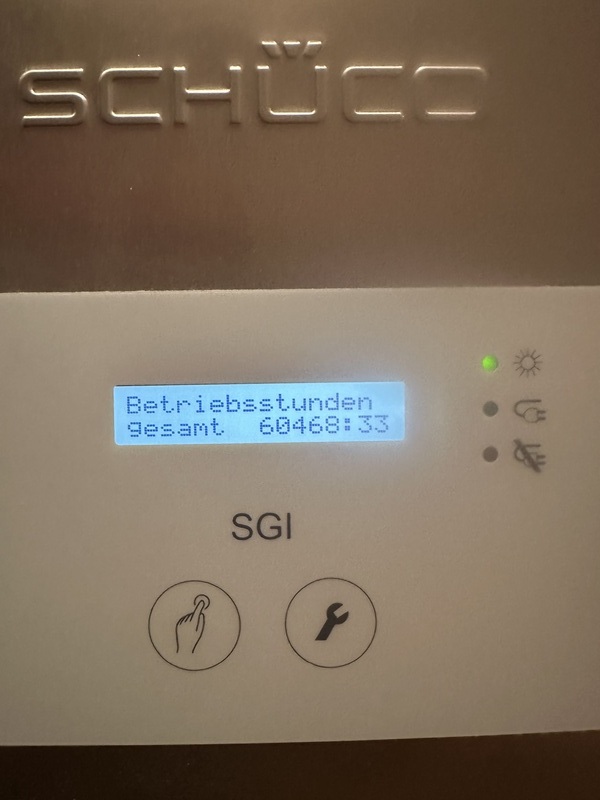 SCHÜCO
Betriebsstunden
gesamt 60468:33
SGI